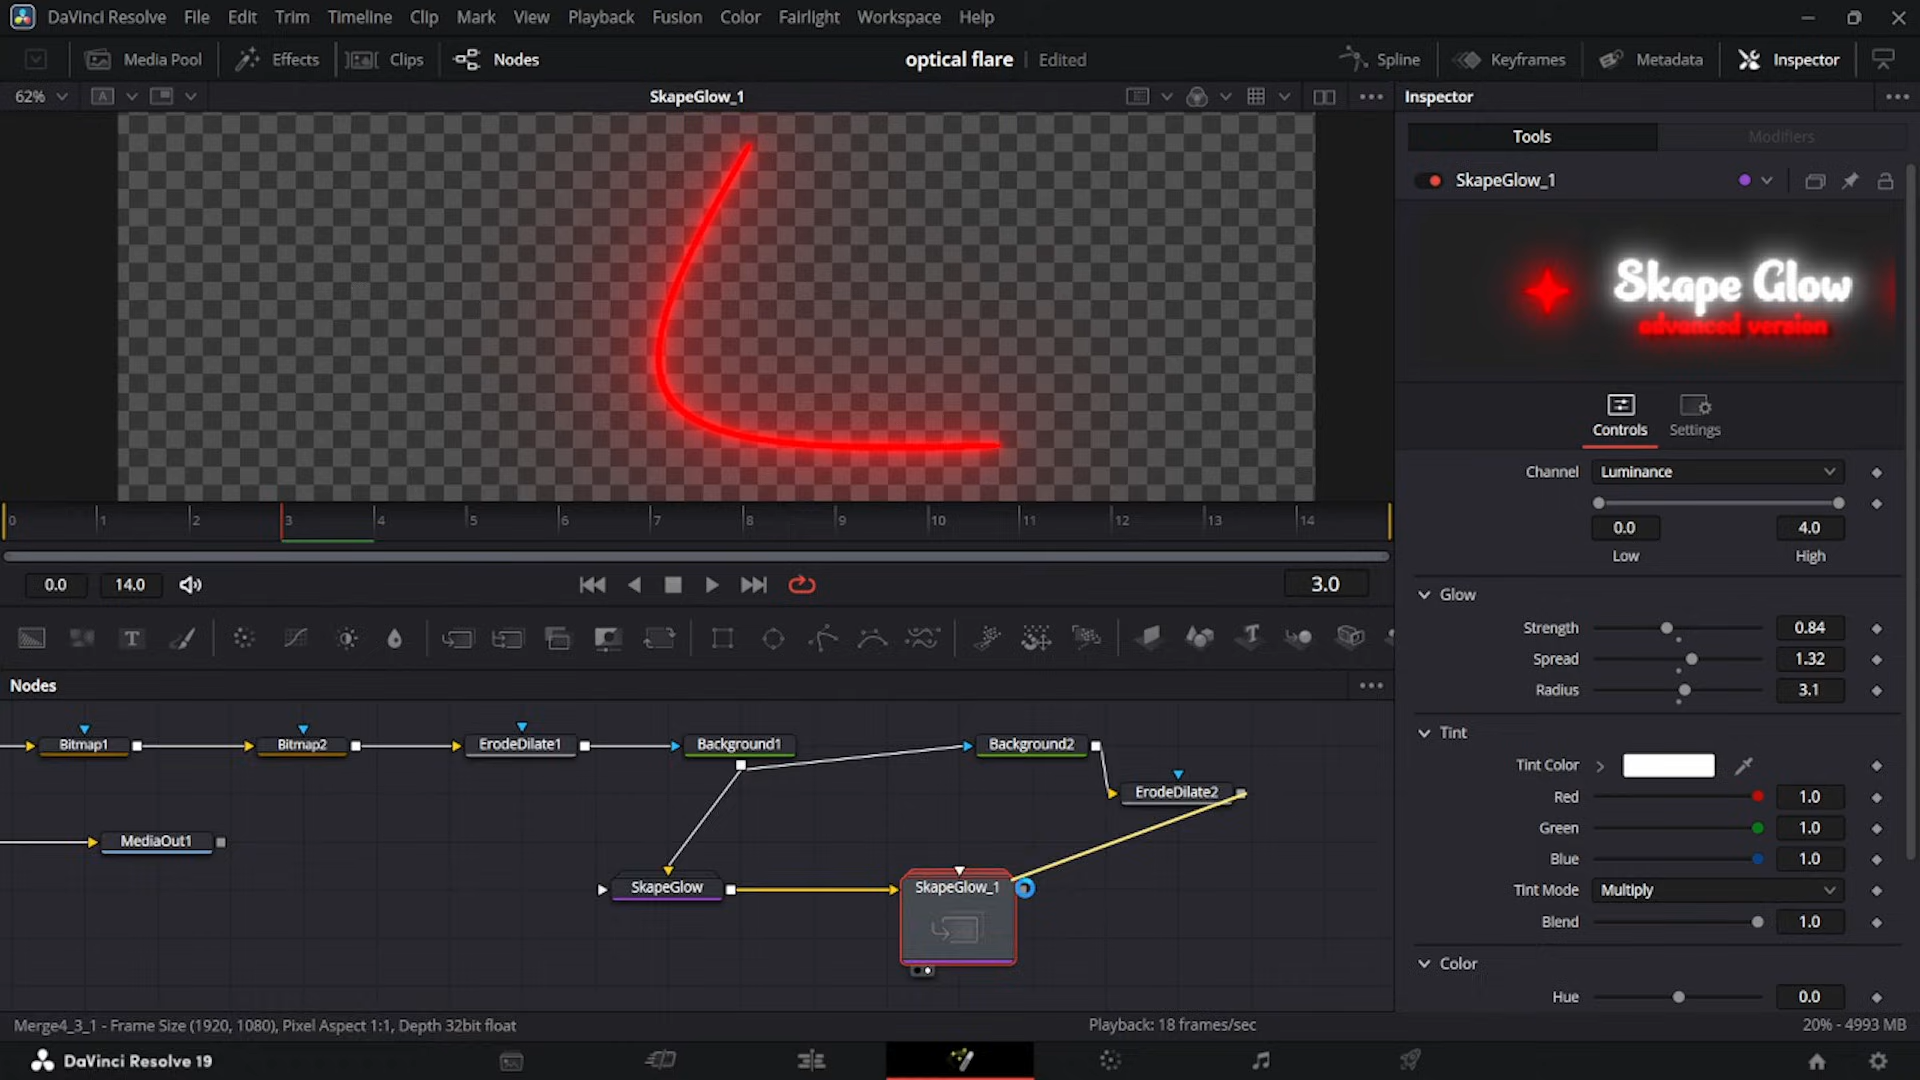 DaVinci Resolve File Edit Trim Timeline Clip Mark View Playback Fusion Color Fairlight Workspace Help
Media Pool Effects Clips Nodes optical flare Edited Spline Keyframes Metadata Inspector
62% A SkapeGlow_1 Inspector
Tools Modifiers
SkapeGlow_1
Skape Glow
advanced version
Controls Settings
Channel Luminance
0.0 4.0
Low High
0 1 2 3 4 5 6 7 8 9 10 11 12 13 14
0.0 14.0 3.0
Glow
Strength 0.84
Spread 1.32
Radius 3.1
Nodes
Tint
Tint Color
Red 1.0
Green 1.0
Blue 1.0
Tint Mode Multiply
Blend 1.0
Color
Hue 0.0
Bitmap1 Bitmap2 ErodeDilate1 Background1 Background2
ErodeDilate2
MediaOut1
SkapeGlow SkapeGlow_1
Merge4_3_1 - Frame Size (1920, 1080), Pixel Aspect 1:1, Depth 32bit float Playback: 18 frames/sec 20% - 4993 MB
DaVinci Resolve 19